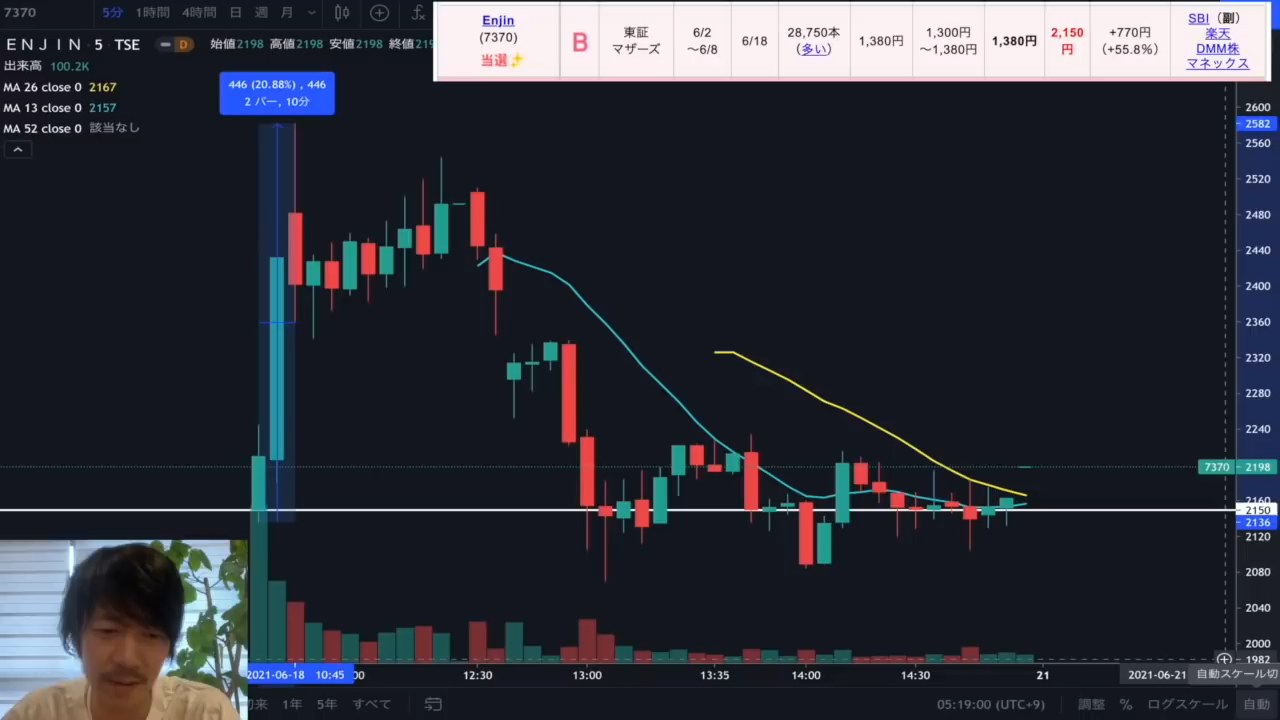 7370 5分 1時間 4時間 日 週 月
ENJIN・5 TSE D 始値2198 高値2198 安値2198 終値219
出来高 100.2K
MA 26 close 0 2167
MA 13 close 0 2157
MA 52 close 0 該当なし
446 (20.88%) , 446
2 バー, 10分
Enjin
(7370)
当選✨
B
東証
マザーズ
6/2
～6/8
6/18
28,750本
(多い)
1,380円
1,300円
～1,380円
1,380円
2,150
円
+770円
(+55.8%)
SBI (副)
楽天
DMM株
マネックス
2600
2582
2560
2520
2480
2440
2400
2360
2320
2280
2240
7370 2198
2160
2150
2136
2120
2080
2040
2000
1982
2021-06-18 10:45 :00 12:30 13:00 13:35 14:00 14:30 21 2021-06-21 自動スケール切
来 1年 5年 すべて 05:19:00 (UTC+9) 調整 % ログスケール 自動